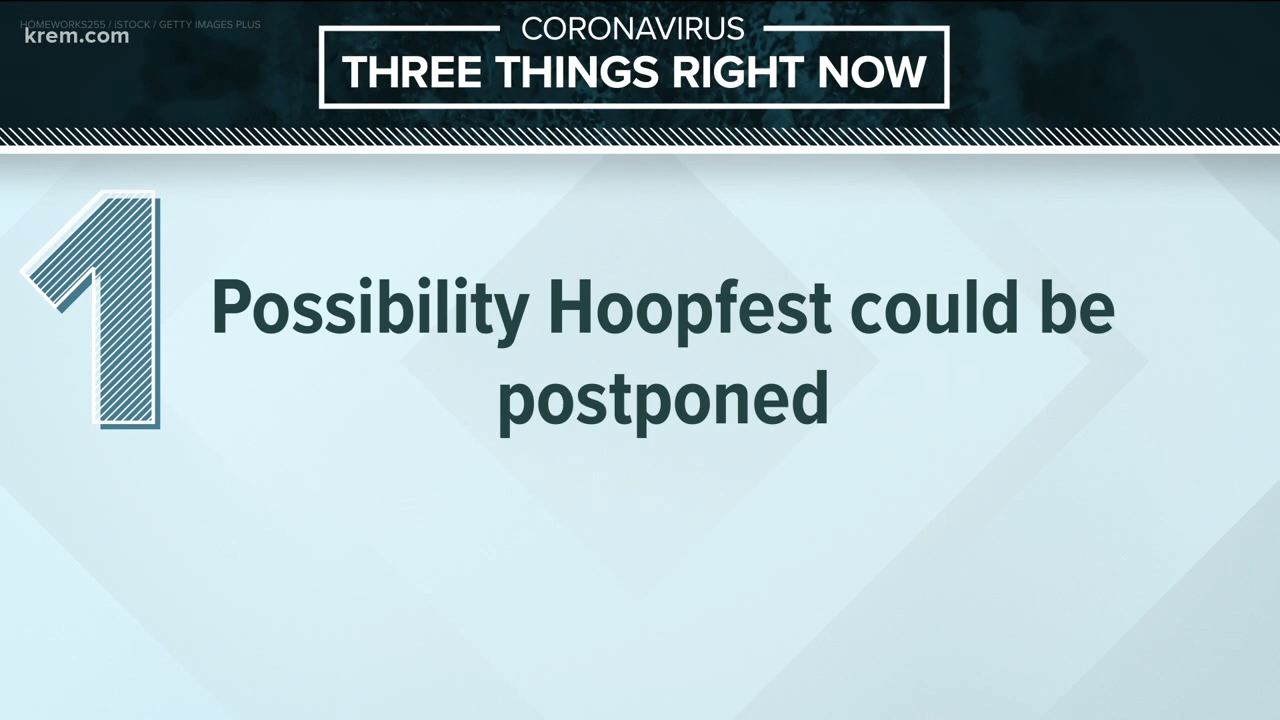 HOMEWORKS255 / iSTOCK / GETTY IMAGES PLUS
krem.com
CORONAVIRUS
THREE THINGS RIGHT NOW
1
Possibility Hoopfest could be
postponed